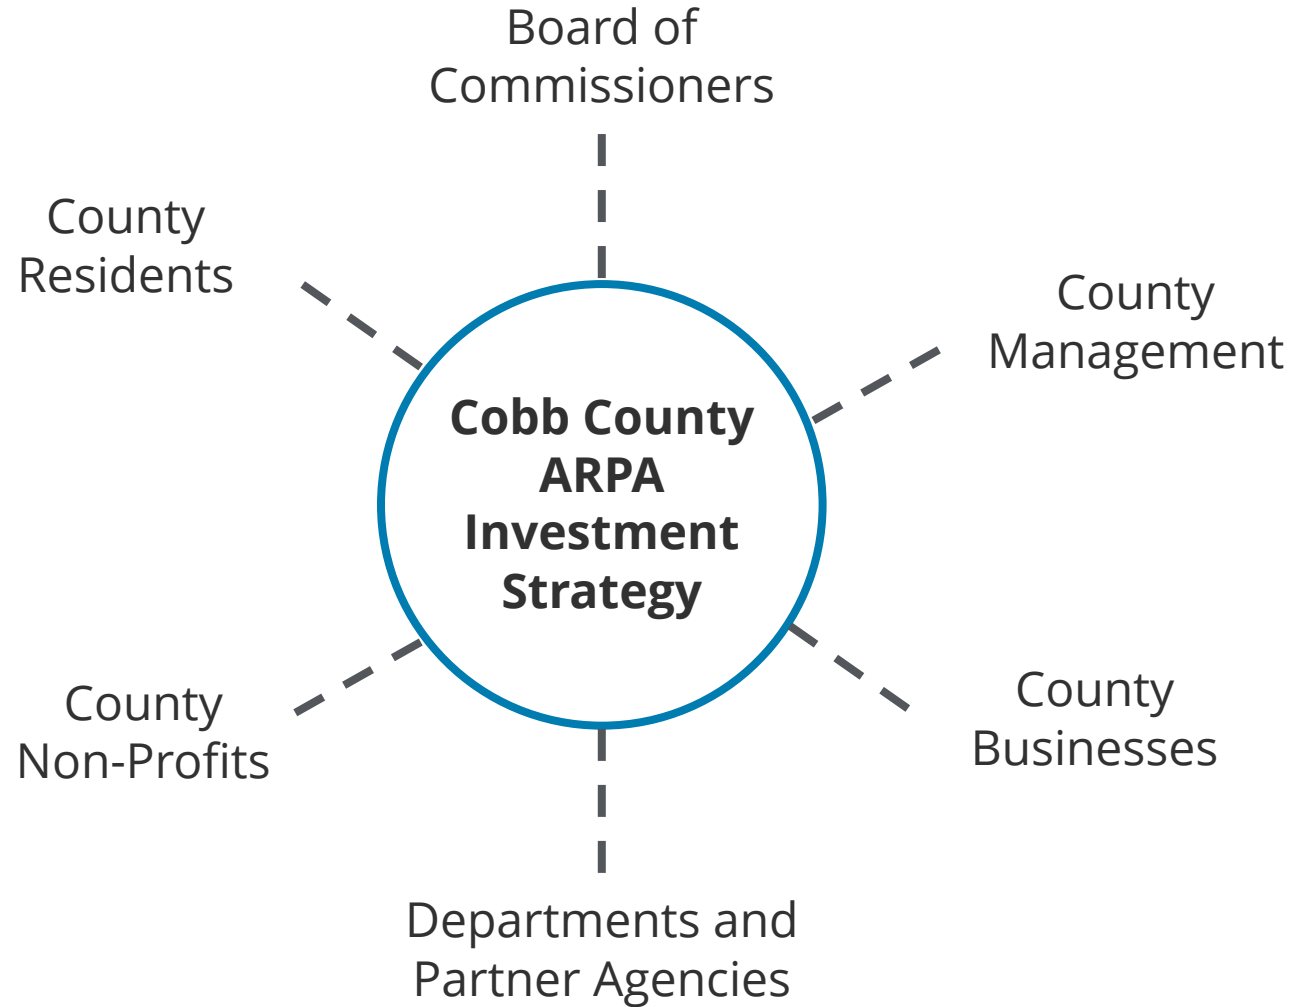 Board of
Commissioners
County
Residents
County
Management
Cobb County
ARPA
Investment
Strategy
County
Non-Profits
County
Businesses
Departments and
Partner Agencies